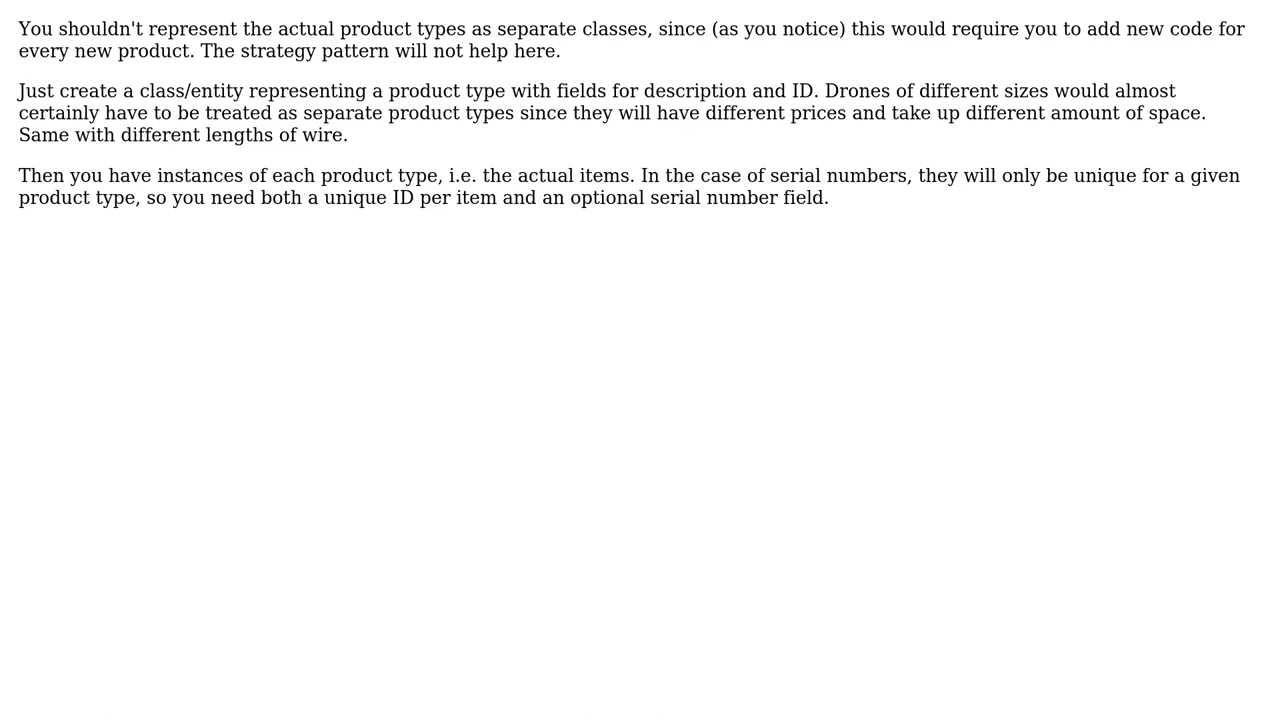 You shouldn't represent the actual product types as separate classes, since (as you notice) this would require you to add new code for
every new product. The strategy pattern will not help here.
Just create a class/entity representing a product type with fields for description and ID. Drones of different sizes would almost
certainly have to be treated as separate product types since they will have different prices and take up different amount of space.
Same with different lengths of wire.
Then you have instances of each product type, i.e. the actual items. In the case of serial numbers, they will only be unique for a given
product type, so you need both a unique ID per item and an optional serial number field.